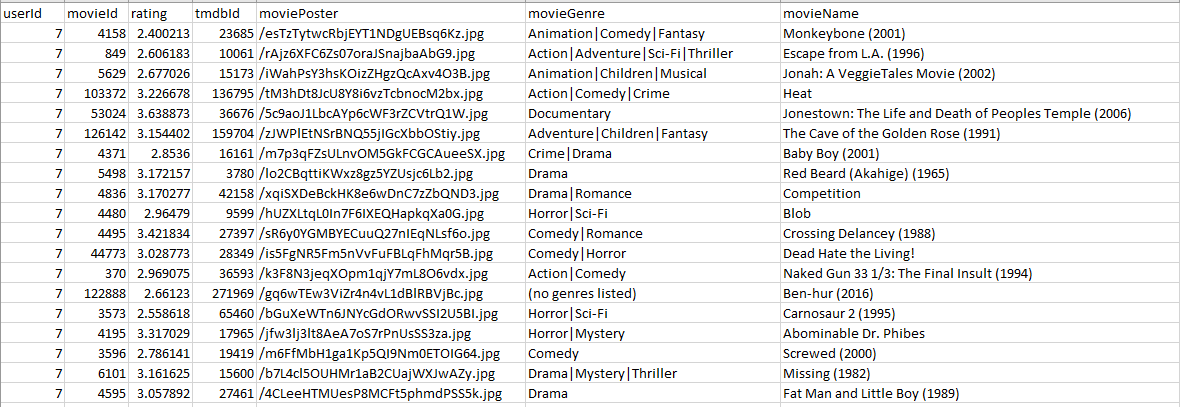 userId movieId rating tmdbId moviePoster movieGenre movieName
7 4158 2.400213 23685 /esTzTytwcRbjEYT1NDgUEBsq6Kz.jpg Animation|Comedy|Fantasy Monkeybone (2001)
7 849 2.606183 10061 /rAjz6XFC6Zs07oraJSnajbaAbG9.jpg Action|Adventure|Sci-Fi|Thriller Escape from L.A. (1996)
7 5629 2.677026 15173 /iWahPsY3hsKOizZHgzQcAxv4O3B.jpg Animation|Children|Musical Jonah: A VeggieTales Movie (2002)
7 103372 3.226678 136795 /tM3hDt8JcU8Y8i6vzTcbnocM2bx.jpg Action|Comedy|Crime Heat
7 53024 3.638873 36676 /5c9aoJ1LbcAYp6cWF3rZCVtrQ1W.jpg Documentary Jonestown: The Life and Death of Peoples Temple (2006)
7 126142 3.154402 159704 /zJWPlEtNSrBNQ55jIGcXbbOStiy.jpg Adventure|Children|Fantasy The Cave of the Golden Rose (1991)
7 4371 2.8536 16161 /m7p3qFZsULnvOM5GkFCGCAueeSX.jpg Crime|Drama Baby Boy (2001)
7 5498 3.172157 3780 /lo2CBqttiKWxz8gz5YZUsjc6Lb2.jpg Drama Red Beard (Akahige) (1965)
7 4836 3.170277 42158 /xqiSXDeBckHK8e6wDnC7zZbQND3.jpg Drama|Romance Competition
7 4480 2.96479 9599 /hUZXLtqL0In7F6IXEQHapkqXa0G.jpg Horror|Sci-Fi Blob
7 4495 3.421834 27397 /sR6y0YGMBYECuuQ27nIEqNLsf6o.jpg Comedy|Romance Crossing Delancey (1988)
7 44773 3.028773 28349 /is5FgNR5Fm5nVvFuFBLqFhMqr5B.jpg Comedy|Horror Dead Hate the Living!
7 370 2.969075 36593 /k3F8N3jeqXOpm1qjY7mL8O6vdx.jpg Action|Comedy Naked Gun 33 1/3: The Final Insult (1994)
7 122888 2.66123 271969 /gq6wTEw3ViZr4n4vL1dBlRBVjBc.jpg (no genres listed) Ben-hur (2016)
7 3573 2.558618 65460 /bGuXeWTn6JNYcGdORwvSSI2U5BI.jpg Horror|Sci-Fi Carnosaur 2 (1995)
7 4195 3.317029 17965 /jfw3lj3lt8AeA7oS7rPnUsSS3za.jpg Horror|Mystery Abominable Dr. Phibes
7 3596 2.786141 19419 /m6FfMbH1ga1Kp5QI9Nm0ETOIG64.jpg Comedy Screwed (2000)
7 6101 3.161625 15600 /b7L4cl5OUHMr1aB2CUajWXJwAZy.jpg Drama|Mystery|Thriller Missing (1982)
7 4595 3.057892 27461 /4CLeeHTMUesP8MCFt5phmdPSS5k.jpg Drama Fat Man and Little Boy (1989)